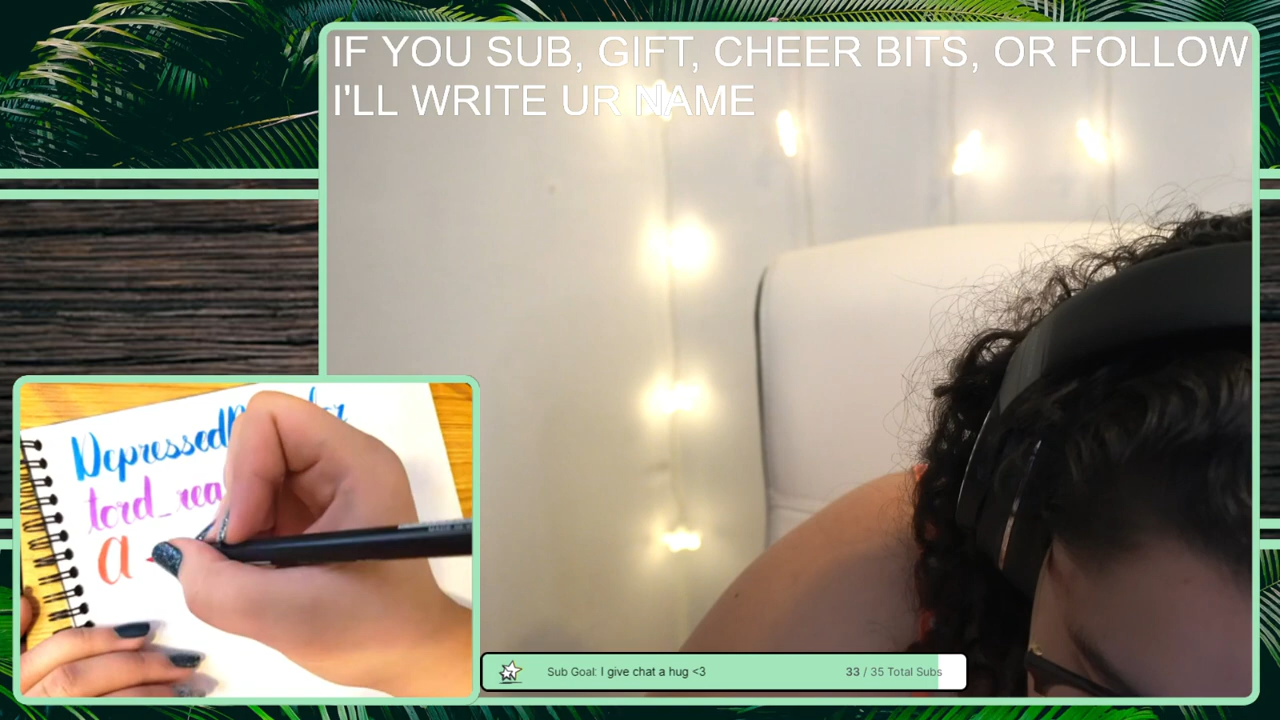 IF YOU SUB, GIFT, CHEER BITS, OR FOLLOW
I'LL WRITE UR NAME
tord_rea
a
Sub Goal: I give chat a hug <3
33 / 35 Total Subs